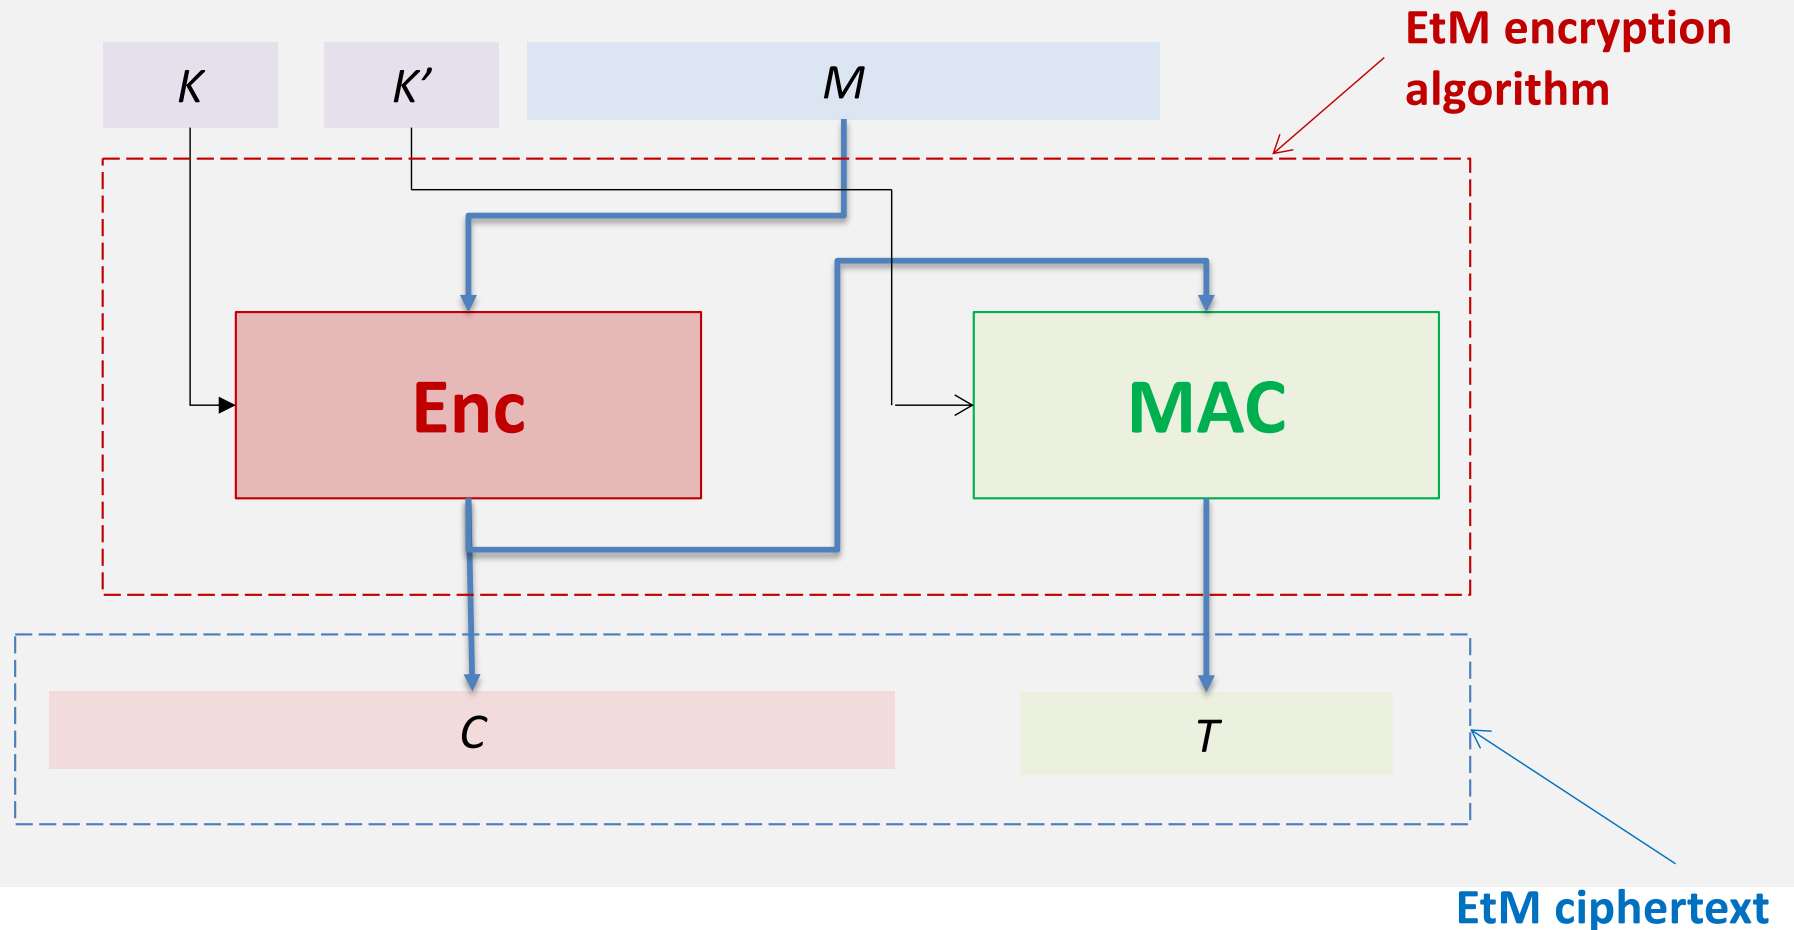 EtM encryption
algorithm
K
K’
M
Enc
MAC
C
T
EtM ciphertext